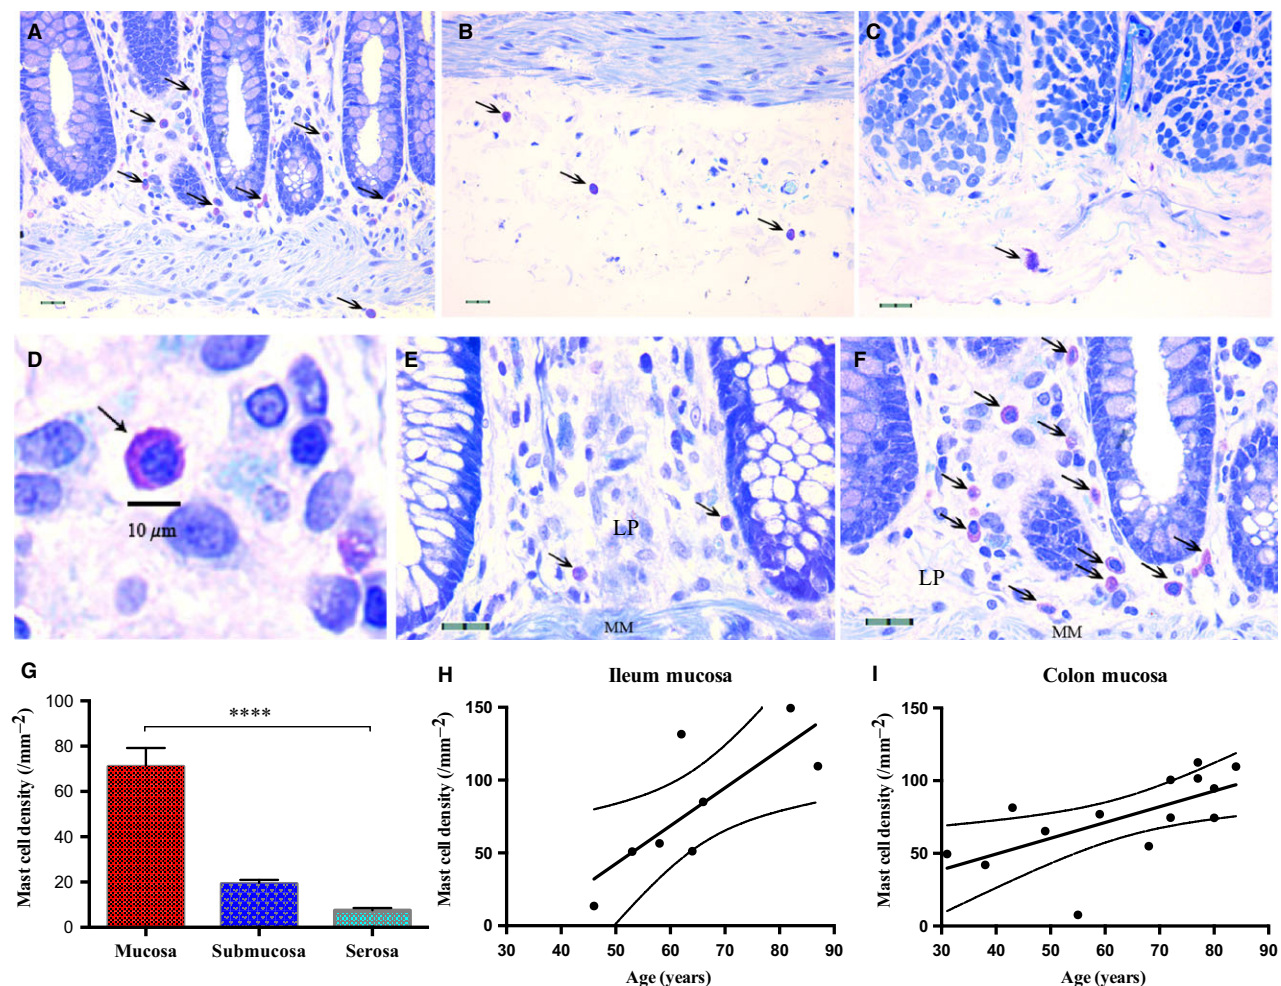 A
B
C
D
10 μm
E
LP
MM
F
LP
MM
G
Mast cell density (/mm−2)
100
80
60
40
20
0
****
Mucosa
Submucosa
Serosa
H
Ileum mucosa
Mast cell density (/mm−2)
150
100
50
0
30 40 50 60 70 80 90
Age (years)
I
Colon mucosa
Mast cell density (/mm−2)
150
100
50
0
30 40 50 60 70 80 90
Age (years)